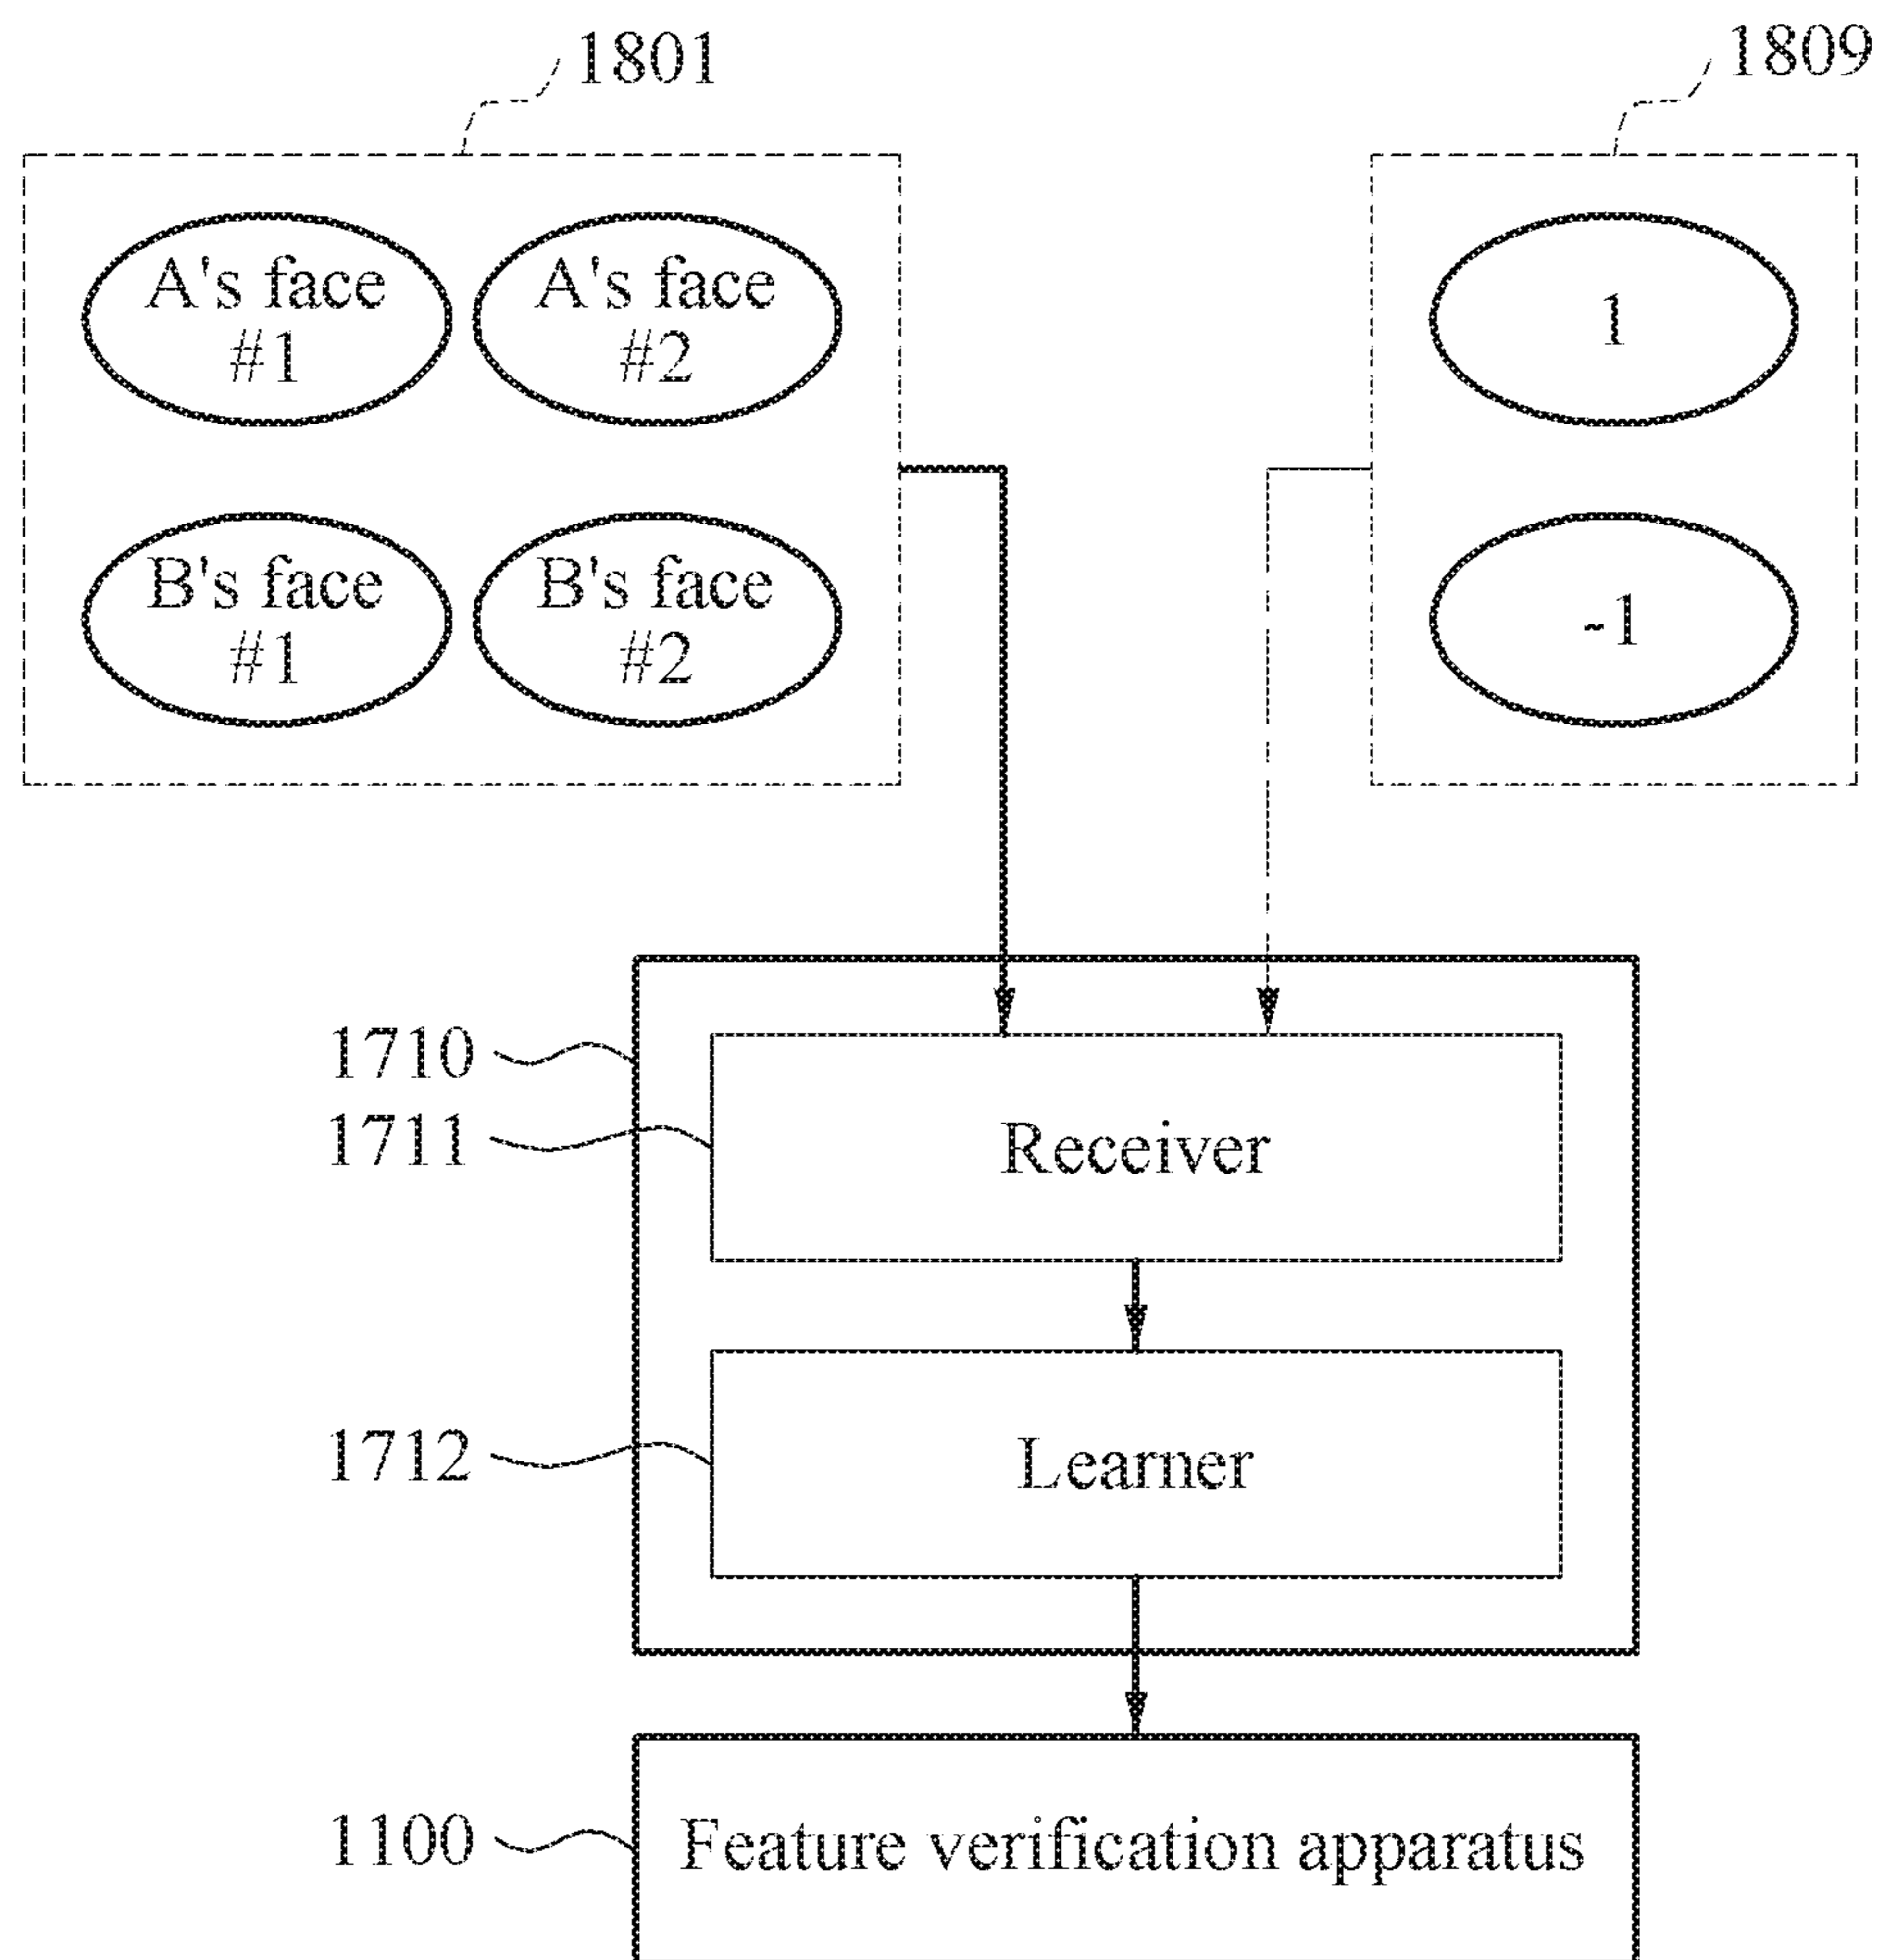 1801
1809
A's face
#1
A's face
#2
1
B's face
#1
B's face
#2
-1
1710
1711
Receiver
1712
Learner
1100
Feature verification apparatus